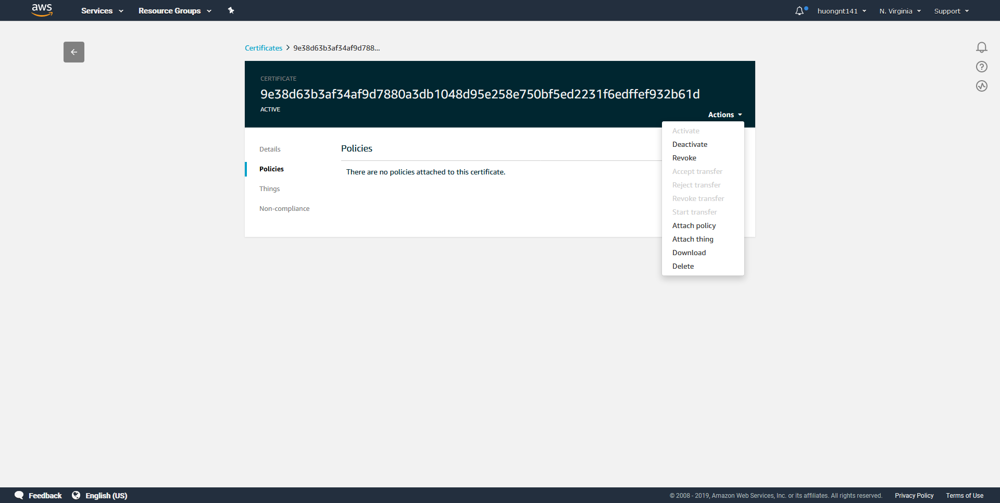 aws Services Resource Groups huongnt141 N. Virginia Support
Certificates > 9e38d63b3af34af9d788...
CERTIFICATE
9e38d63b3af34af9d7880a3db1048d95e258e750bf5ed2231f6edffef932b61d
ACTIVE
Actions
Activate
Deactivate
Revoke
Accept transfer
Reject transfer
Revoke transfer
Start transfer
Attach policy
Attach thing
Download
Delete
Details
Policies
Things
Non-compliance
Policies
There are no policies attached to this certificate.
Feedback English (US) © 2008 - 2019, Amazon Web Services, Inc. or its affiliates. All rights reserved. Privacy Policy Terms of Use